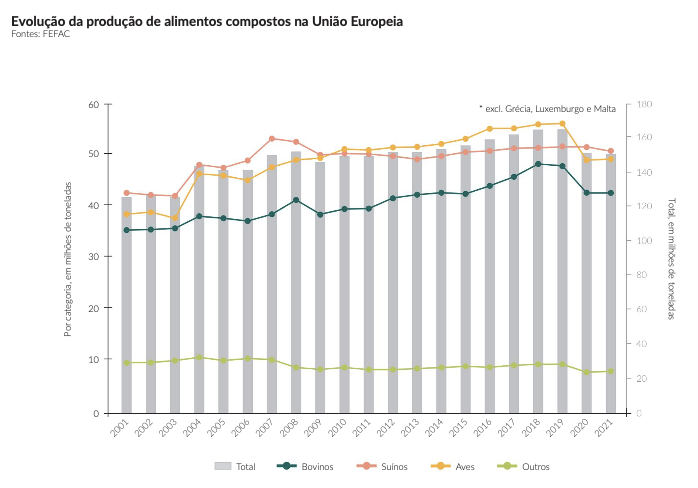 Evolução da produção de alimentos compostos na União Europeia
Fontes: FEFAC
* excl. Grécia, Luxemburgo e Malta
Por categoria, em milhões de toneladas
60
50
40
30
20
10
0
180
160
140
120
100
80
60
40
20
0
Total, em milhões de toneladas
2001 2002 2003 2004 2005 2006 2007 2008 2009 2010 2011 2012 2013 2014 2015 2016 2017 2018 2019 2020 2021
Total Bovinos Suínos Aves Outros